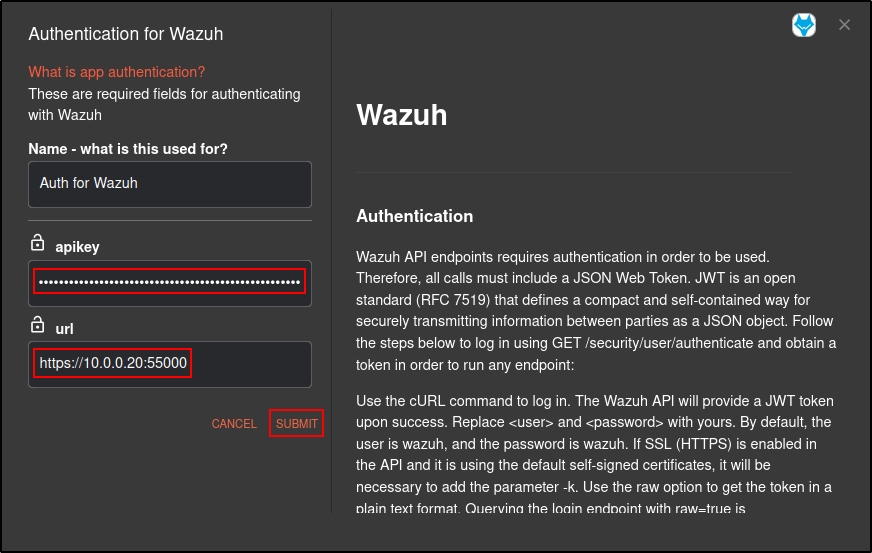 Authentication for Wazuh
What is app authentication?
These are required fields for authenticating
with Wazuh
Name - what is this used for?
Auth for Wazuh
apikey
••••••••••••••••••••••••••••••••••••••••••••••••••••
url
https://10.0.0.20:55000
CANCEL
SUBMIT
Wazuh
Authentication
Wazuh API endpoints requires authentication in order to be used.
Therefore, all calls must include a JSON Web Token. JWT is an open
standard (RFC 7519) that defines a compact and self-contained way for
securely transmitting information between parties as a JSON object. Follow
the steps below to log in using GET /security/user/authenticate and obtain a
token in order to run any endpoint:
Use the cURL command to log in. The Wazuh API will provide a JWT token
upon success. Replace <user> and <password> with yours. By default, the
user is wazuh, and the password is wazuh. If SSL (HTTPS) is enabled in
the API and it is using the default self-signed certificates, it will be
necessary to add the parameter -k. Use the raw option to get the token in a
plain text format. Querying the login endpoint with raw=true is